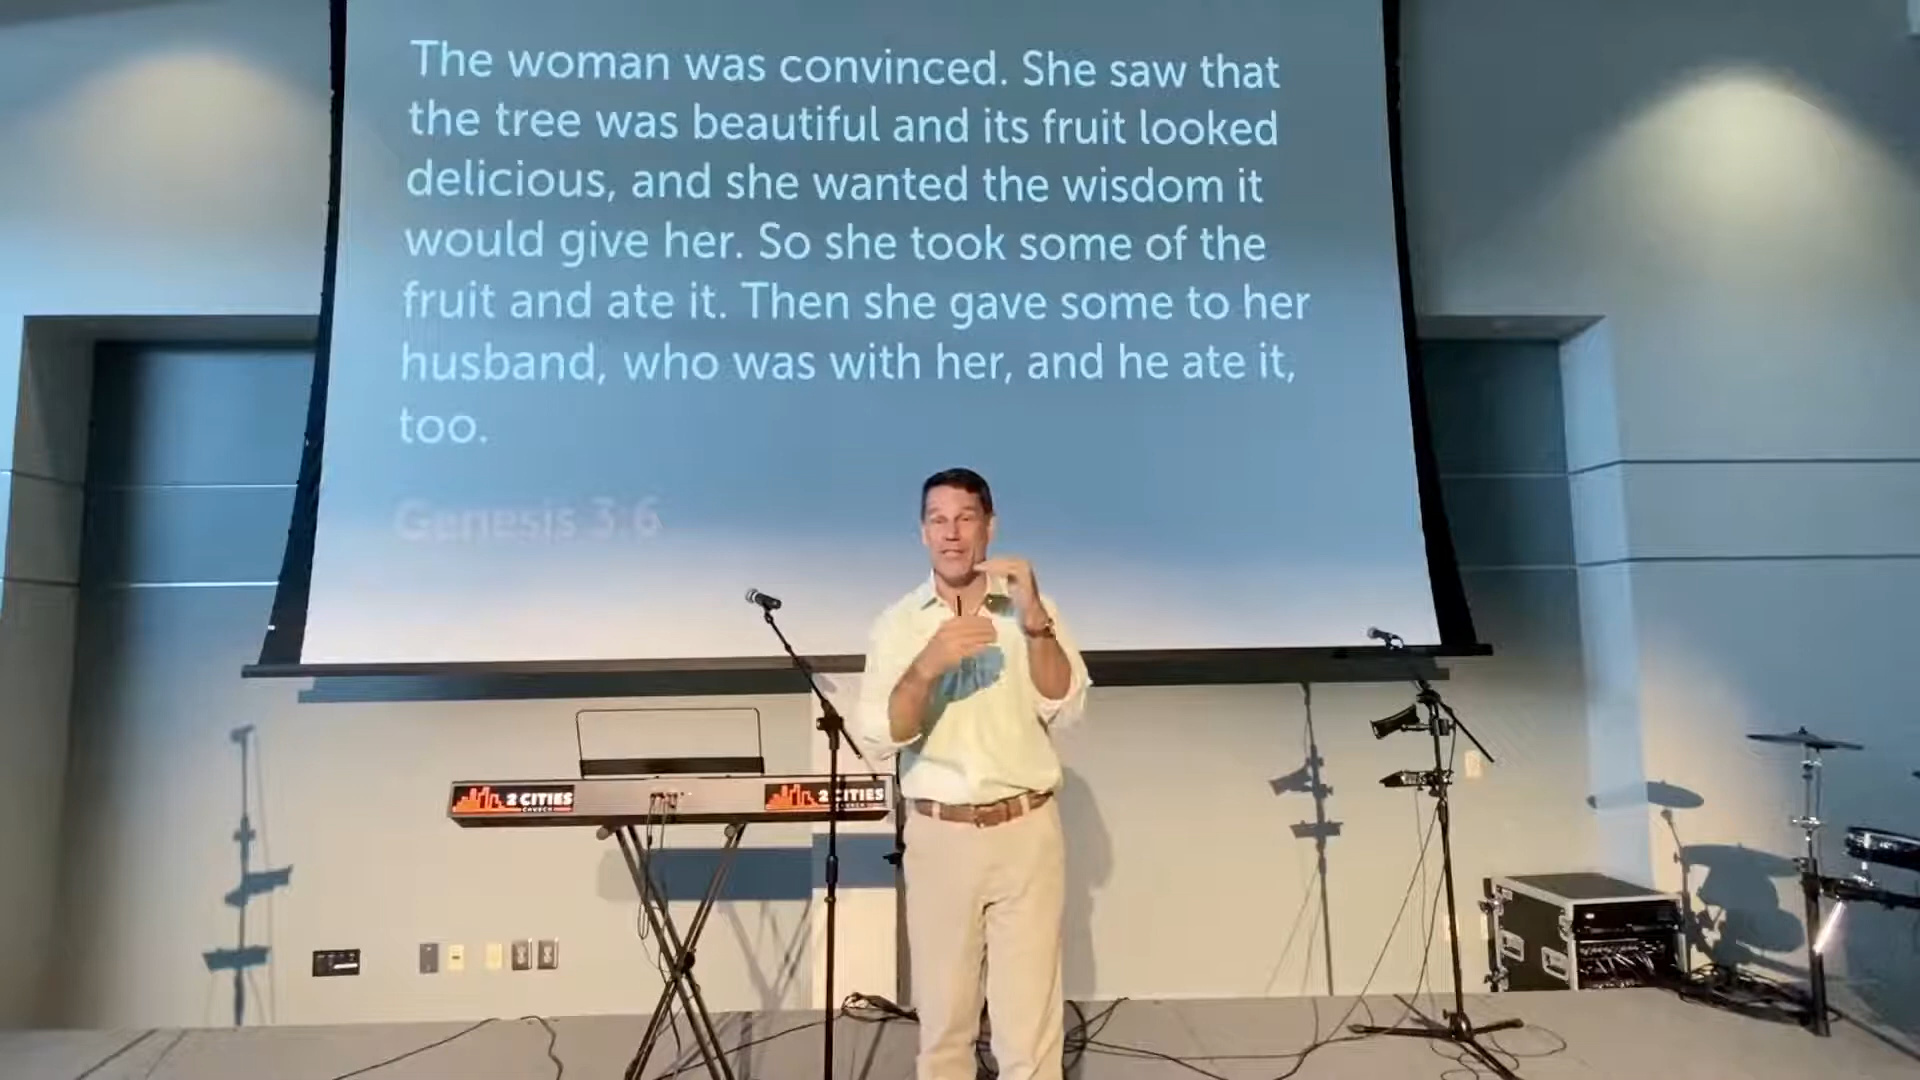 The woman was convinced. She saw that
the tree was beautiful and its fruit looked
delicious, and she wanted the wisdom it
would give her. So she took some of the
fruit and ate it. Then she gave some to her
husband, who was with her, and he ate it,
too.
Genesis 3:6
2 CITIES
CHURCH
2 CITIES
CHURCH